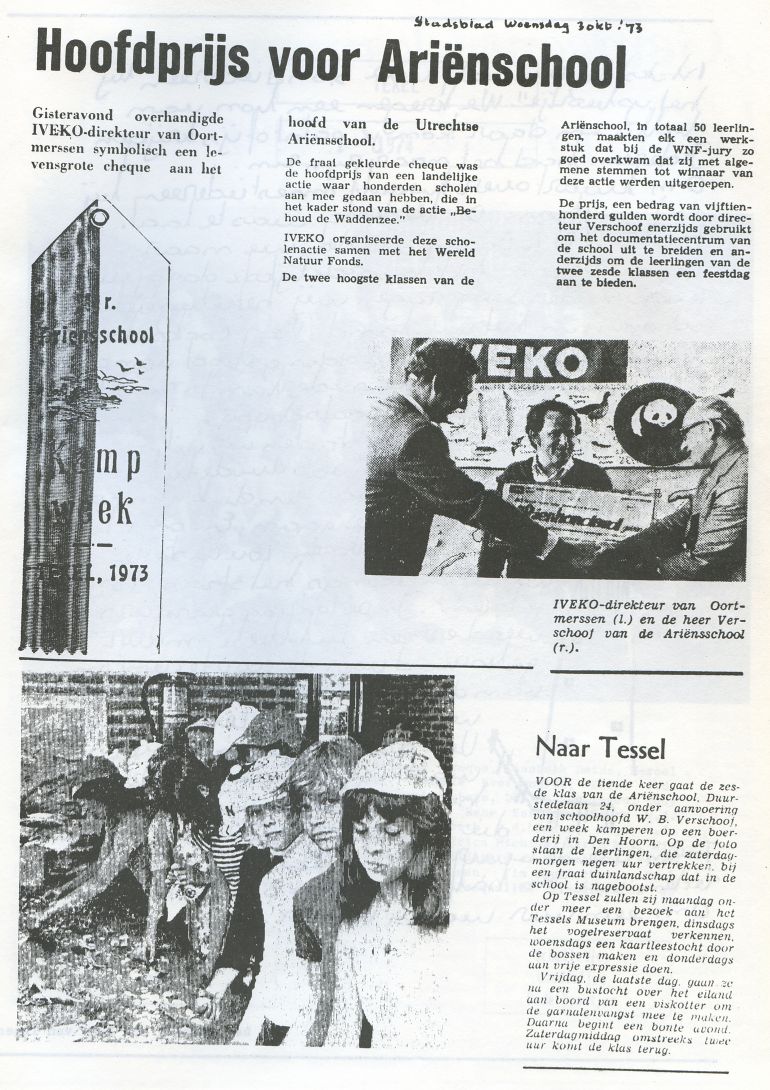 Stadsblad Woensdag 3 okt. '73
Hoofdprijs voor Ariënschool
Gisteravond overhandigde
IVEKO-direkteur van Oort-
merssen symbolisch een le-
vensgrote cheque aan het
hoofd van de Utrechtse
Ariënsschool.
De fraai gekleurde cheque was
de hoofdprijs van een landelijke
actie waar honderden scholen
aan mee gedaan hebben, die in
het kader stond van de actie „Be-
houd de Waddenzee."
IVEKO organiseerde deze scho-
lenactie samen met het Wereld
Natuur Fonds.
De twee hoogste klassen van de
Ariënschool, in totaal 50 leerlin-
gen, maakten elk een werk-
stuk dat bij de WNF-jury zo
goed overkwam dat zij met alge-
mene stemmen tot winnaar van
deze actie werden uitgeroepen.
De prijs, een bedrag van vijftien-
honderd gulden wordt door direc-
teur Verschoof enerzijds gebruikt
om het documentatiecentrum van
de school uit te breiden en an-
derzijds om de leerlingen van de
twee zesde klassen een feestdag
aan te bieden.
r.
Ariensschool
Kamp
week
TEXEL, 1973
IVEKO
IVEKO-direkteur van Oort-
merssen (l.) en de heer Ver-
schoof van de Ariënsschool
(r.).
Naar Tessel
VOOR de tiende keer gaat de zes-
de klas van de Ariënschool, Duur-
stedelaan 24, onder aanvoering
van schoolhoofd W. B. Verschoof,
een week kamperen op een boer-
derij in Den Hoorn. Op de foto
staan de leerlingen, die zaterdag-
morgen negen uur vertrekken, bij
een fraai duinlandschap dat in de
school is nagebootst.
Op Tessel zullen zij maandag on-
der meer een bezoek aan het
Tessels Museum brengen, dinsdags
het vogelreservaat verkennen,
woensdags een kaartleestocht door
de bossen maken en donderdags
aan vrije expressie doen.
Vrijdag, de laatste dag, gaan ze
na een bustocht over het eiland
aan boord van een viskotter om
de garnalenvangst mee te maken.
Daarna begint een bonte avond.
Zaterdagmiddag omstreeks twee
uur komt de klas terug.